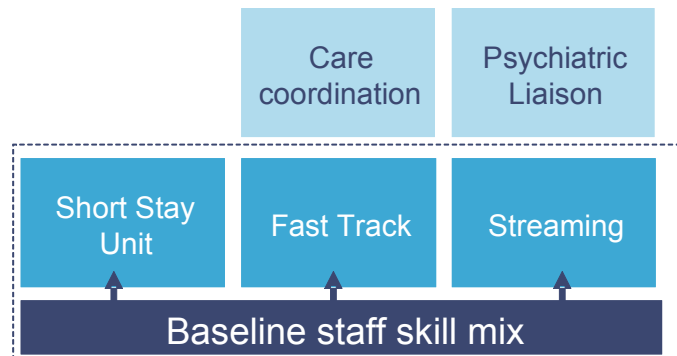 Care
coordination
Psychiatric
Liaison
Short Stay
Unit
Fast Track
Streaming
Baseline staff skill mix